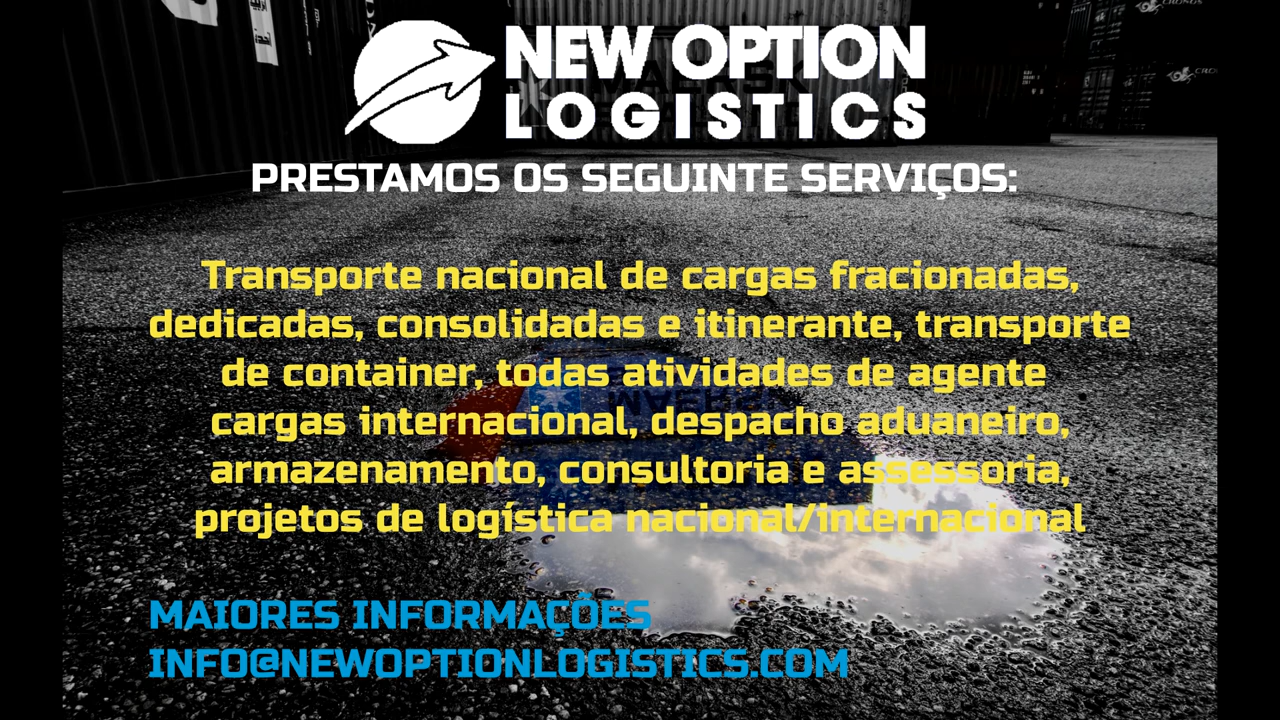 NEW OPTION
LOGISTICS
PRESTAMOS OS SEGUINTE SERVIÇOS:
Transporte nacional de cargas fracionadas,
dedicadas, consolidadas e itinerante, transporte
de container, todas atividades de agente
cargas internacional, despacho aduaneiro,
armazenamento, consultoria e assessoria,
projetos de logística nacional/internacional
MAIORES INFORMAÇÕES
INFO@NEWOPTIONLOGISTICS.COM
MAERSK
CRONOS